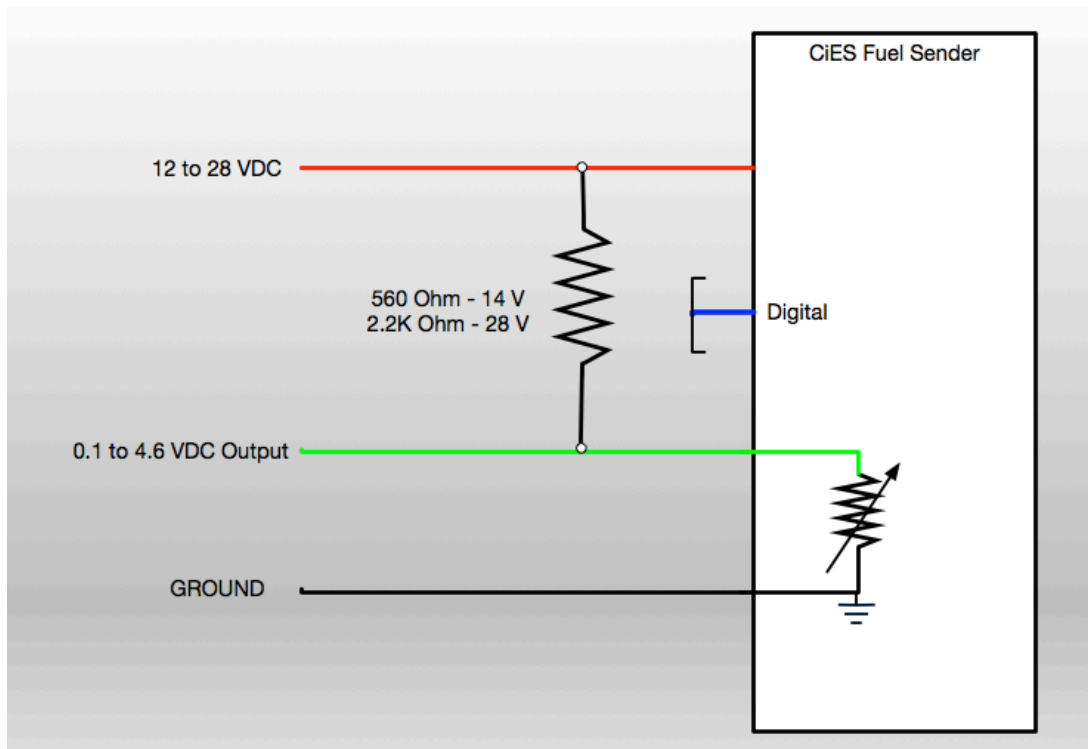 CiES Fuel Sender
12 to 28 VDC
560 Ohm - 14 V
2.2K Ohm - 28 V
Digital
0.1 to 4.6 VDC Output
GROUND